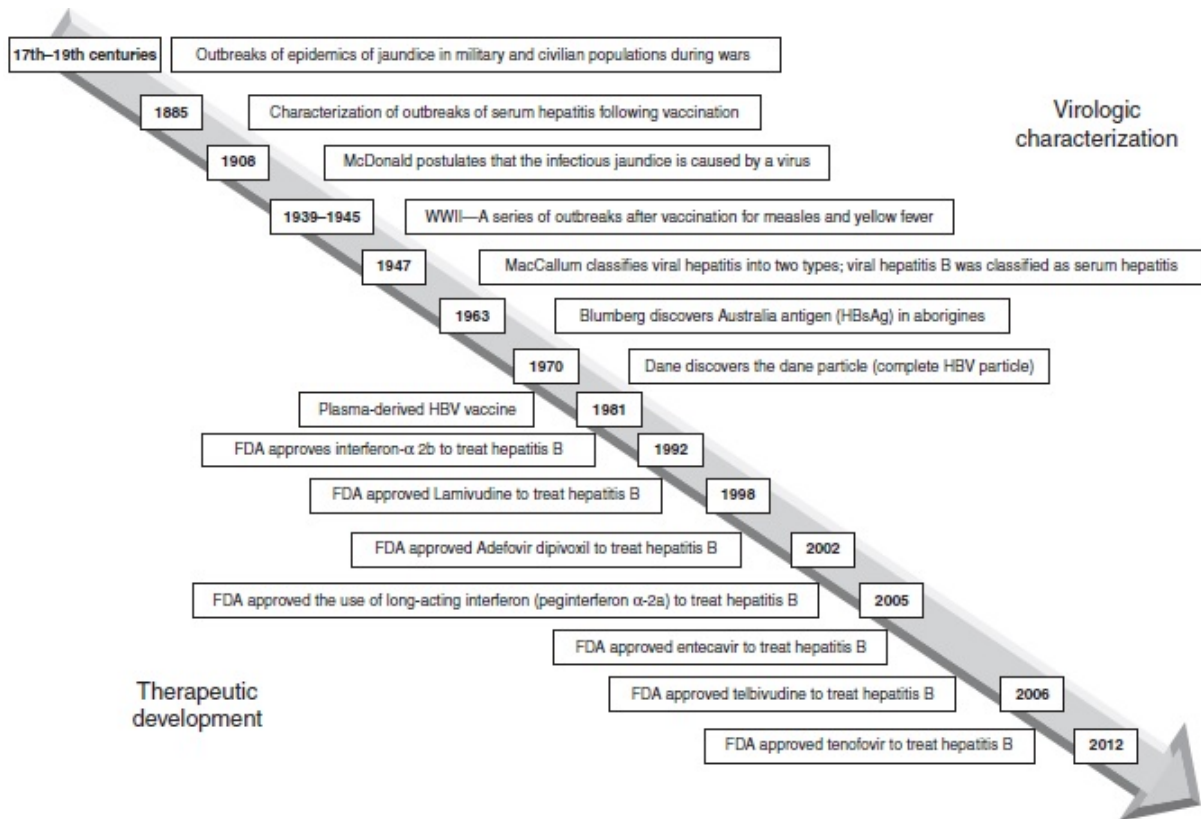 17th–19th centuries
Outbreaks of epidemics of jaundice in military and civilian populations during wars
1885
Characterization of outbreaks of serum hepatitis following vaccination
Virologic
characterization
1908
McDonald postulates that the infectious jaundice is caused by a virus
1939–1945
WWII—A series of outbreaks after vaccination for measles and yellow fever
1947
MacCallum classifies viral hepatitis into two types; viral hepatitis B was classified as serum hepatitis
1963
Blumberg discovers Australia antigen (HBsAg) in aborigines
1970
Dane discovers the dane particle (complete HBV particle)
Plasma-derived HBV vaccine
1981
FDA approves interferon-α 2b to treat hepatitis B
1992
FDA approved Lamivudine to treat hepatitis B
1998
FDA approved Adefovir dipivoxil to treat hepatitis B
2002
FDA approved the use of long-acting interferon (peginterferon α-2a) to treat hepatitis B
2005
FDA approved entecavir to treat hepatitis B
Therapeutic
development
FDA approved telbivudine to treat hepatitis B
2006
FDA approved tenofovir to treat hepatitis B
2012